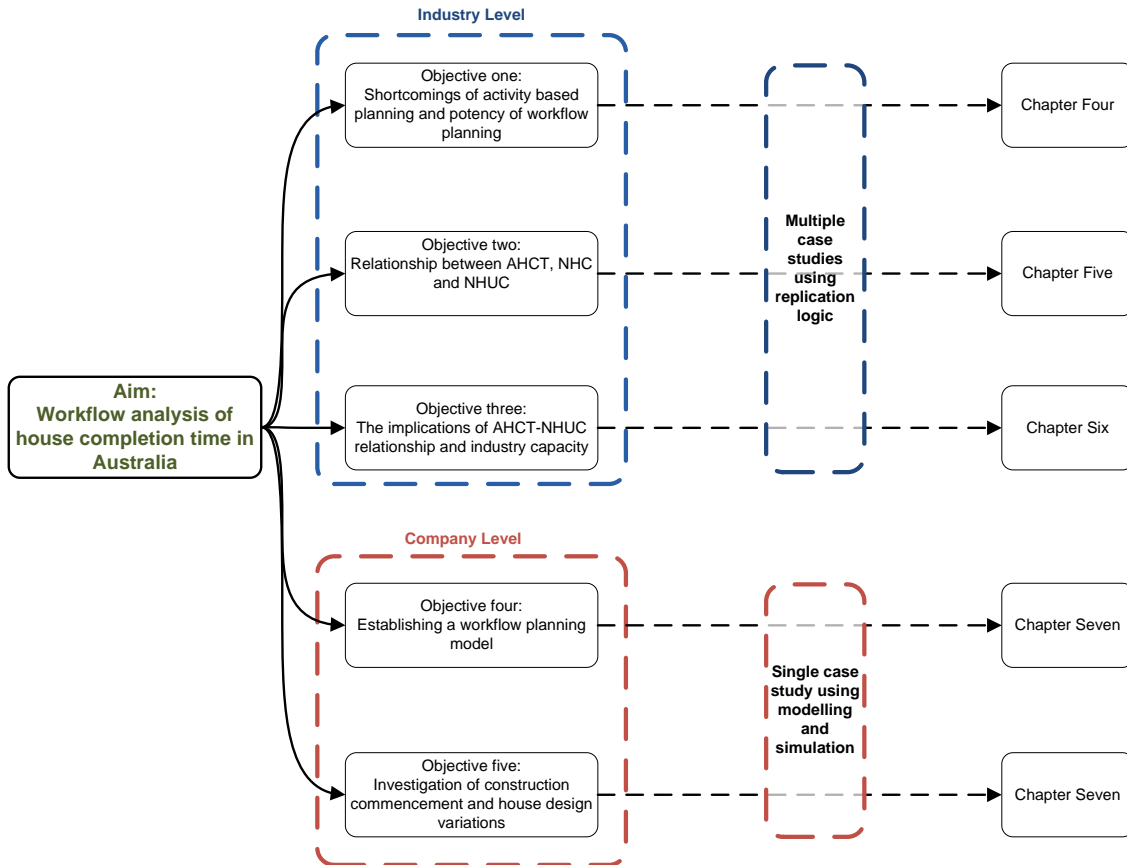 Industry Level
Objective one:
Shortcomings of activity based
planning and potency of workflow
planning
Chapter Four
Objective two:
Relationship between AHCT, NHC
and NHUC
Multiple
case
studies
using
replication
logic
Chapter Five
Aim:
Workflow analysis of
house completion time in
Australia
Objective three:
The implications of AHCT-NHUC
relationship and industry capacity
Chapter Six
Company Level
Objective four:
Establishing a workflow planning
model
Chapter Seven
Single case
study using
modelling
and
simulation
Objective five:
Investigation of construction
commencement and house design
variations
Chapter Seven